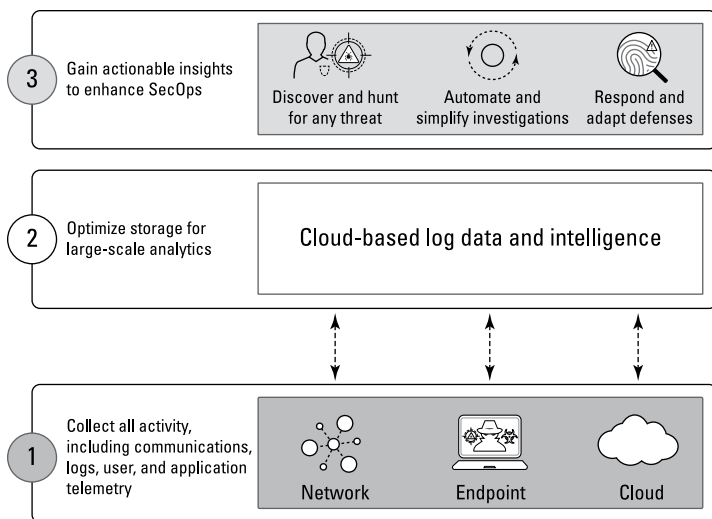 3
Gain actionable insights
to enhance SecOps
Discover and hunt
for any threat
Automate and
simplify investigations
Respond and
adapt defenses
2
Optimize storage for
large-scale analytics
Cloud-based log data and intelligence
1
Collect all activity,
including communications,
logs, user, and application
telemetry
Network
Endpoint
Cloud